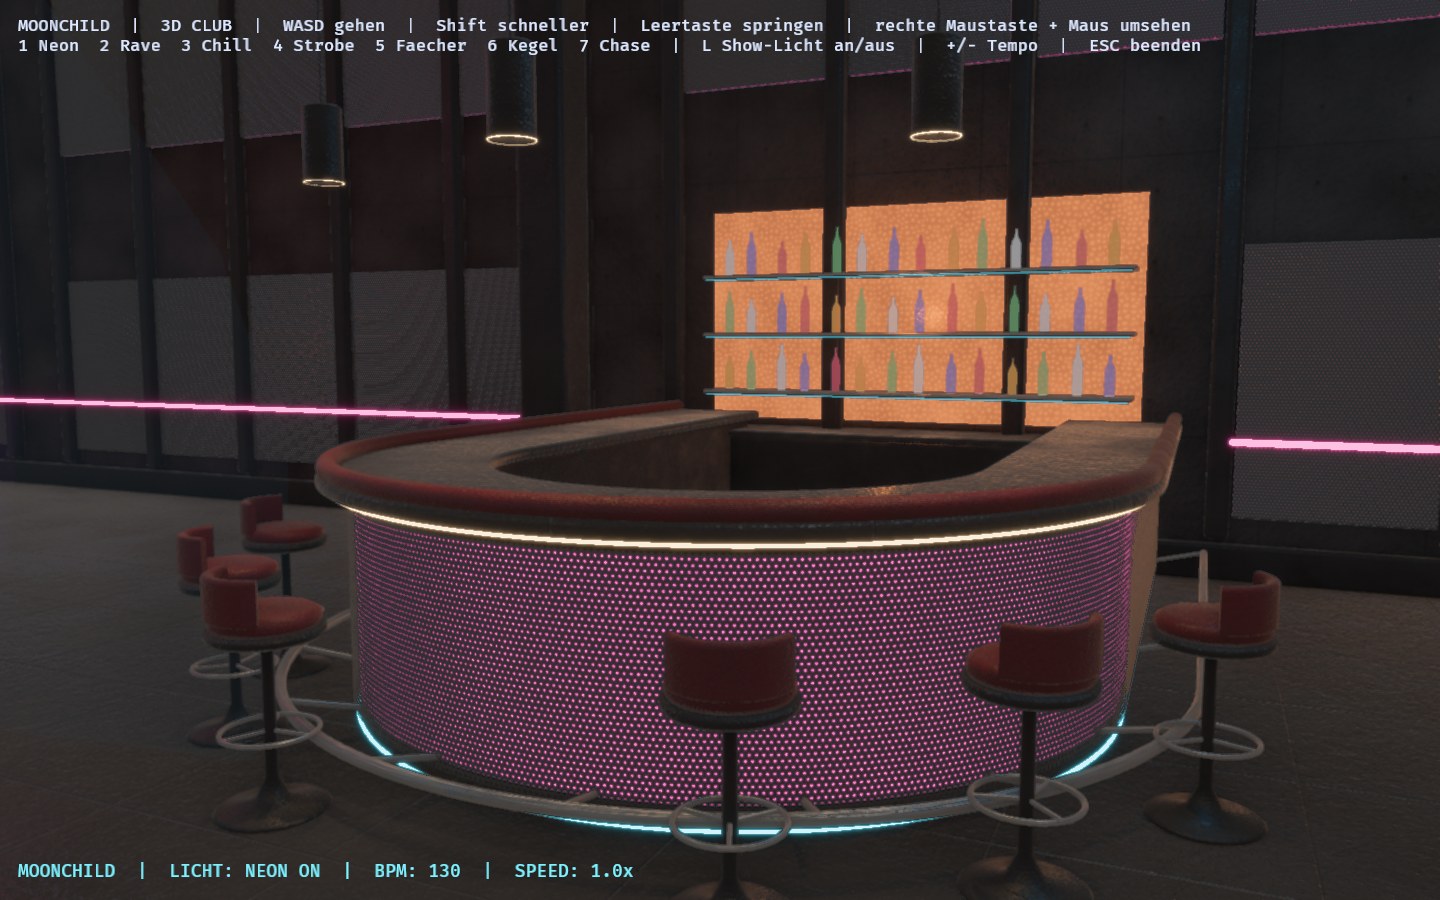 MOONCHILD | 3D CLUB | WASD gehen | Shift schneller | Leertaste springen | rechte Maustaste + Maus umsehen
1 Neon 2 Rave 3 Chill 4 Strobe 5 Faecher 6 Kegel 7 Chase | L Show-Licht an/aus | +/- Tempo | ESC beenden
MOONCHILD | LICHT: NEON ON | BPM: 130 | SPEED: 1.0x